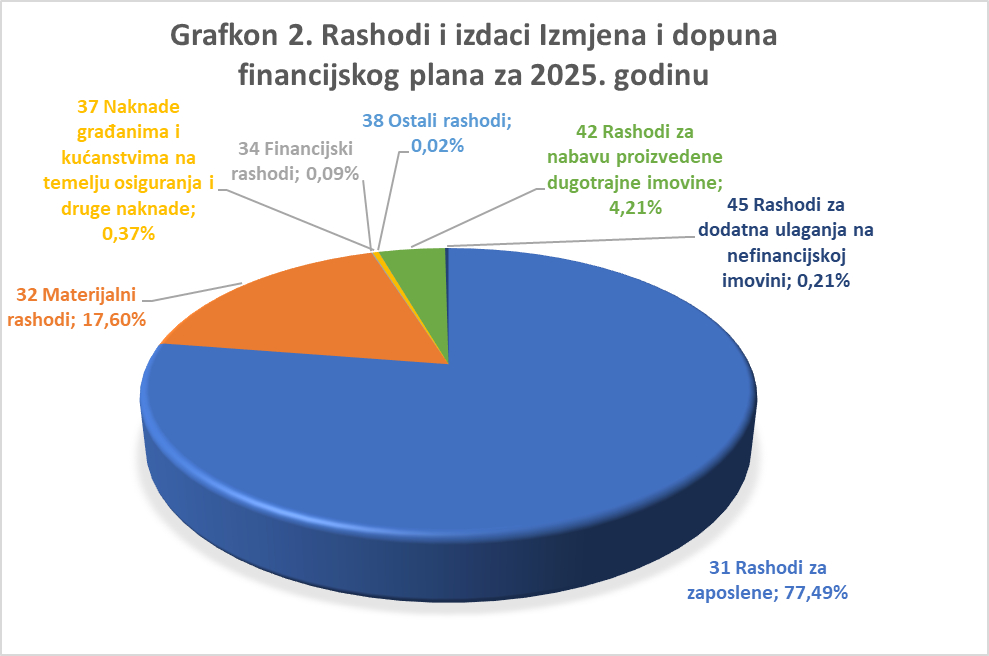 Grafkon 2. Rashodi i izdaci Izmjena i dopuna
financijskog plana za 2025. godinu
37 Naknade
građanima i
kućanstvima na
temelju osiguranja i
druge naknade;
0,37%
34 Financijski
rashodi; 0,09%
38 Ostali rashodi;
0,02%
42 Rashodi za
nabavu proizvedene
dugotrajne imovine;
4,21%
45 Rashodi za
dodatna ulaganja na
nefinancijskoj
imovini; 0,21%
32 Materijalni
rashodi; 17,60%
31 Rashodi za
zaposlene; 77,49%